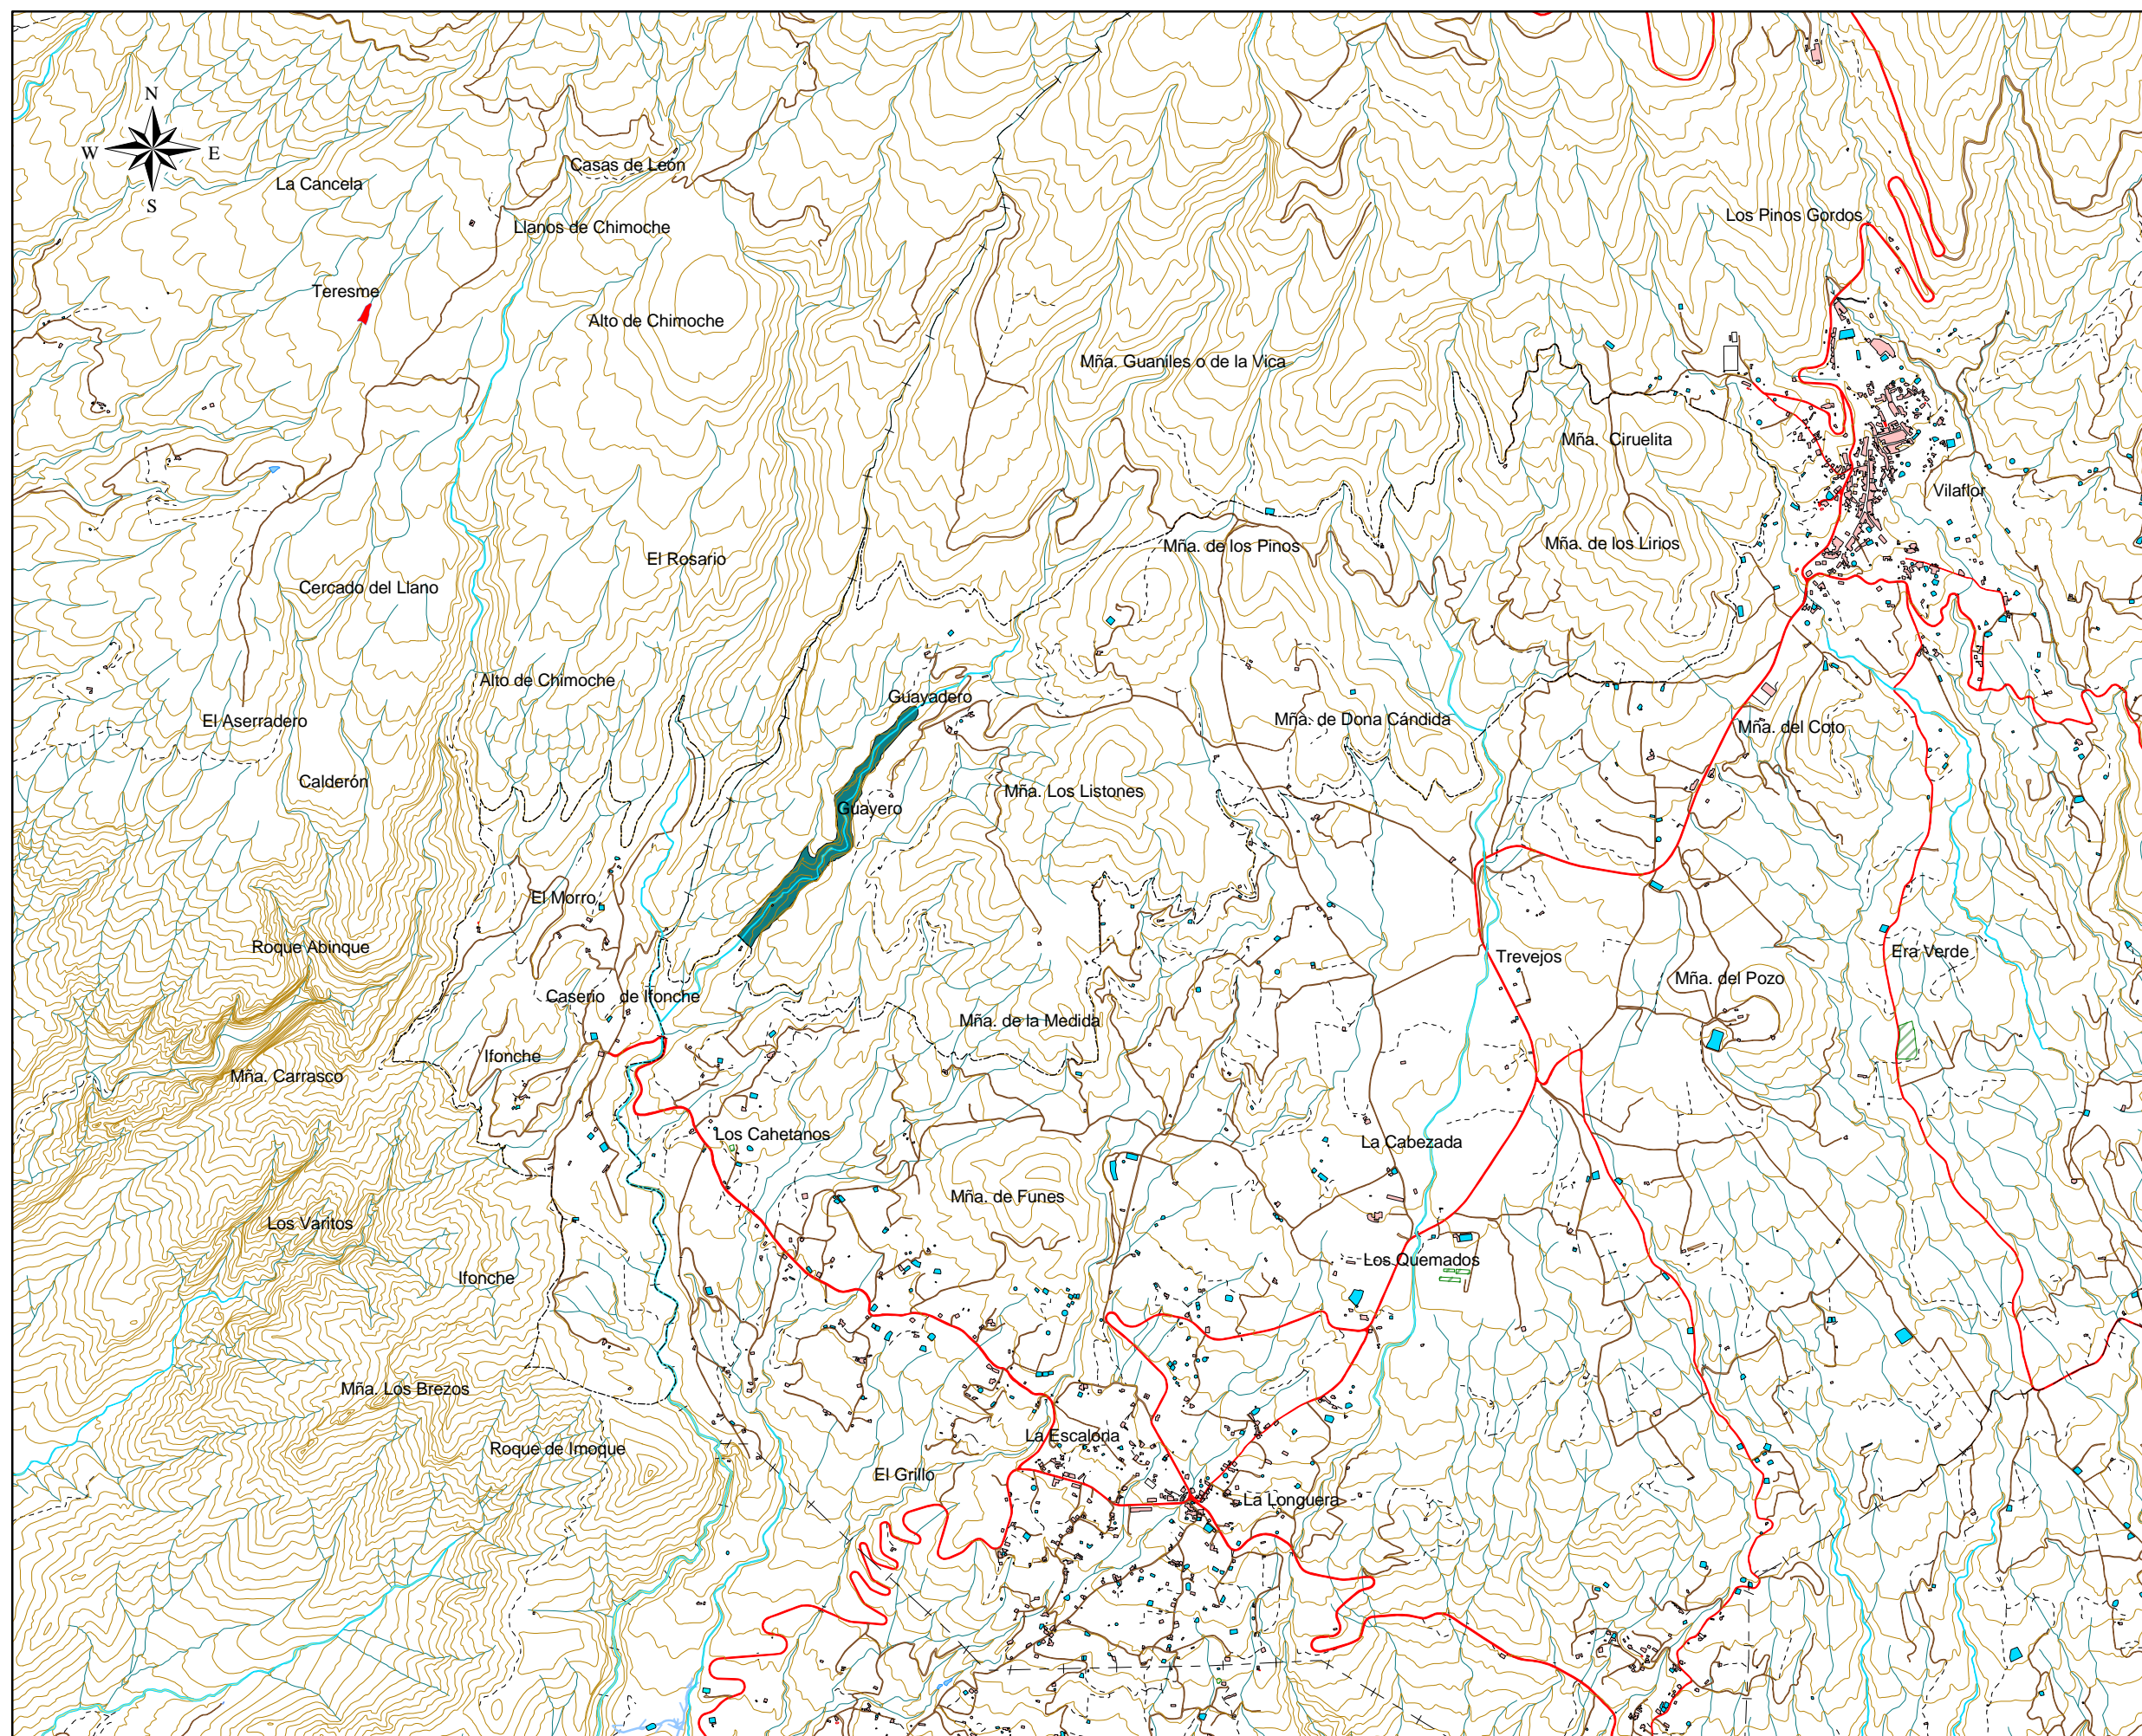 N
W E
S
Casas de León
La Cancela
Los Pinos Gordos
Llanos de Chimoche
Teresme
Alto de Chimoche
Mña. Guaniles o de la Vica
Mña. Ciruelita
Vilaflor
Mña. de los Pinos
Mña. de los Lirios
El Rosario
Cercado del Llano
Alto de Chimoche
Guayadero
El Aserradero
Mña. de Dona Cándida
Mña. del Coto
Calderón
Mña. Los Listones
Guayero
El Morro
Roque Abinque
Era Verde
Trevejos
Mña. del Pozo
Caserio de Ifonche
Mña. de la Medida
Ifonche
Mña. Carrasco
Los Cahetanos
La Cabezada
Mña. de Funes
Los Varitos
Los Quemados
Ifonche
Mña. Los Brezos
La Escalona
Roque de Imoque
El Grillo
La Longuera